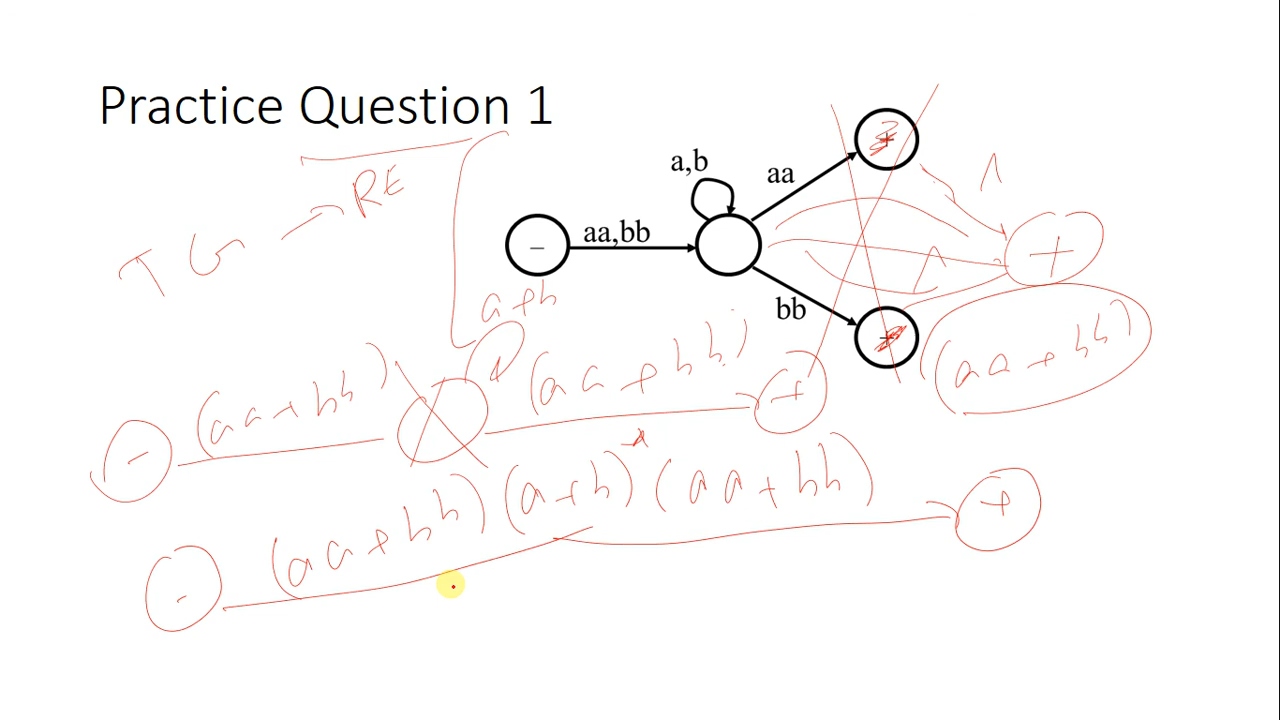 Practice Question 1
TG → RE
a,b
aa
Λ
– aa,bb
+
bb
Λ
+
+
a+b
(aa+bb)
– (aa+bb) (aa+bb) +
– (aa+bb)(a+b)*(aa+bb) +